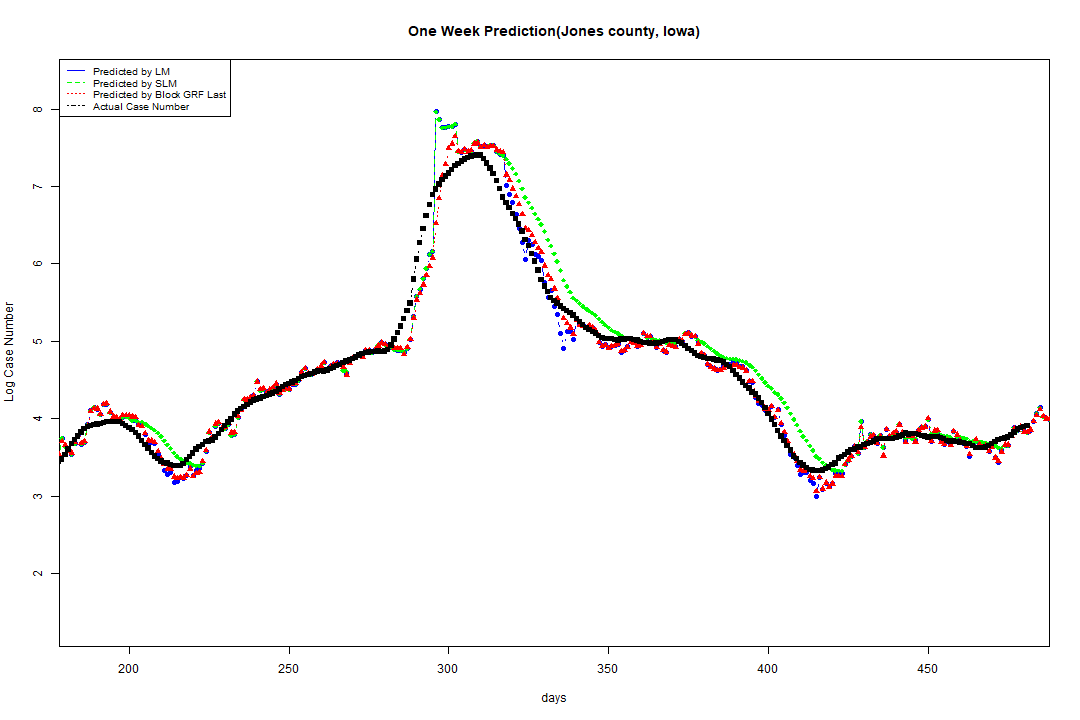 One Week Prediction(Jones county, Iowa)
Predicted by LM
Predicted by SLM
Predicted by Block GRF Last
Actual Case Number
8
7
6
5
4
3
2
Log Case Number
200 250 300 350 400 450
days